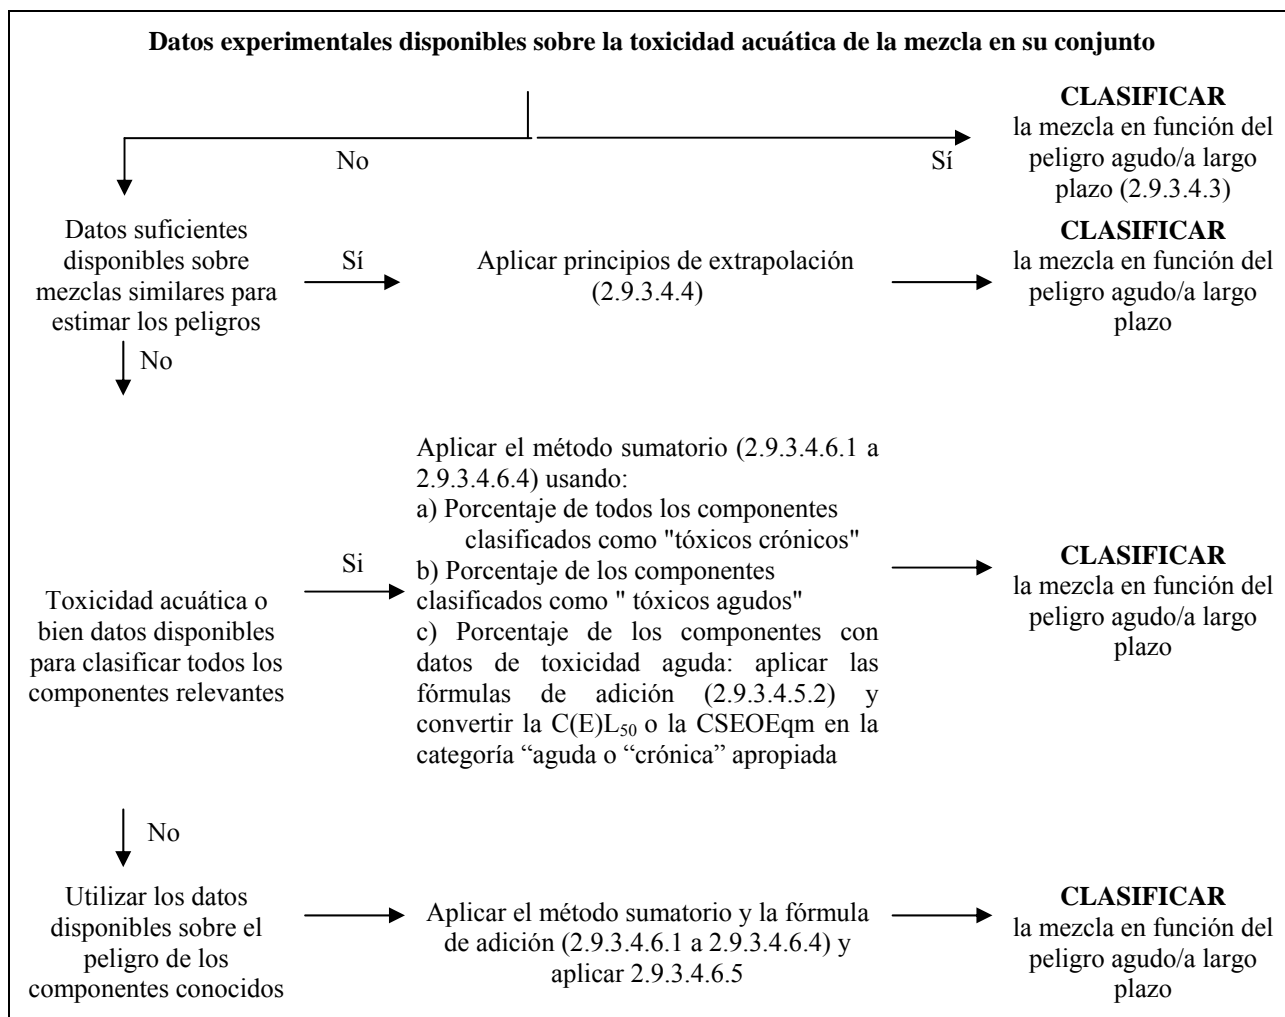 Datos experimentales disponibles sobre la toxicidad acuática de la mezcla en su conjunto
No
Sí
CLASIFICAR
la mezcla en función del
peligro agudo/a largo
plazo (2.9.3.4.3)
Datos suficientes
disponibles sobre
mezclas similares para
estimar los peligros
Sí
Aplicar principios de extrapolación
(2.9.3.4.4)
CLASIFICAR
la mezcla en función del
peligro agudo/a largo
plazo
No
Toxicidad acuática o
bien datos disponibles
para clasificar todos los
componentes relevantes
Si
Aplicar el método sumatorio (2.9.3.4.6.1 a
2.9.3.4.6.4) usando:
a) Porcentaje de todos los componentes
clasificados como "tóxicos crónicos"
b) Porcentaje de los componentes
clasificados como " tóxicos agudos"
c) Porcentaje de los componentes con
datos de toxicidad aguda: aplicar las
fórmulas de adición (2.9.3.4.5.2) y
convertir la C(E)L₅₀ o la CSEOEqm en la
categoría “aguda o “crónica” apropiada
CLASIFICAR
la mezcla en función del
peligro agudo/a largo
plazo
No
Utilizar los datos
disponibles sobre el
peligro de los
componentes conocidos
Aplicar el método sumatorio y la fórmula
de adición (2.9.3.4.6.1 a 2.9.3.4.6.4) y
aplicar 2.9.3.4.6.5
CLASIFICAR
la mezcla en función del
peligro agudo/a largo
plazo